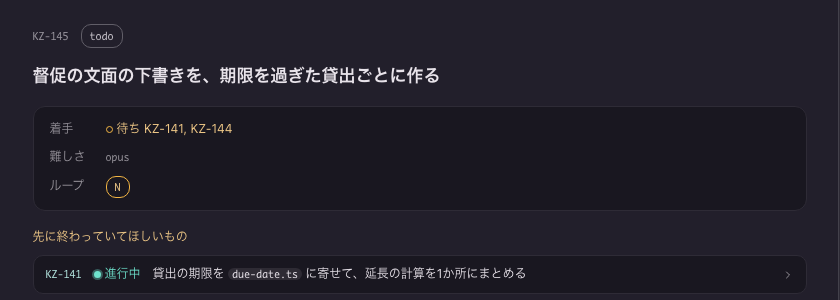 KZ-145 todo
督促の文面の下書きを、期限を過ぎた貸出ごとに作る
着手 待ち KZ-141, KZ-144
難しさ opus
ループ N
先に終わっていてほしいもの
KZ-141 進行中 貸出の期限を due-date.ts に寄せて、延長の計算を1か所にまとめる